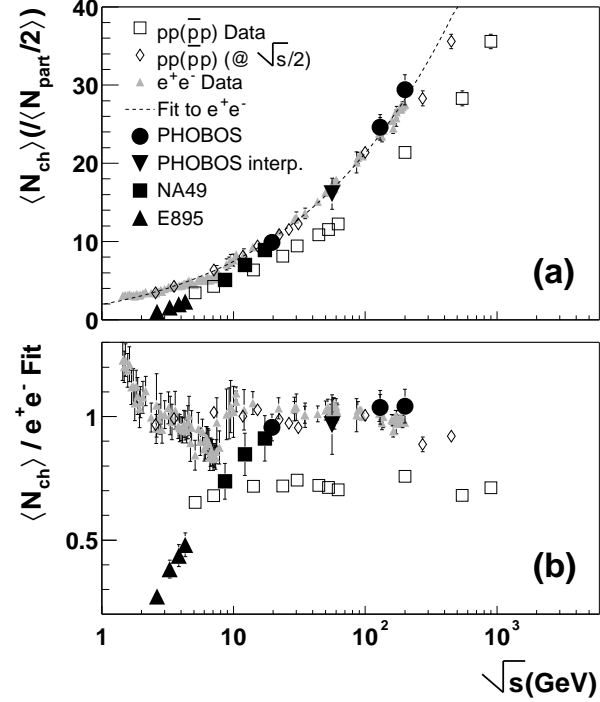 ⟨N_ch⟩(/⟨N_part/2⟩)
40
30
20
10
0
pp(p̅p) Data
pp(p̅p) (@ √s/2)
e⁺e⁻ Data
Fit to e⁺e⁻
PHOBOS
PHOBOS interp.
NA49
E895
(a)
⟨N_ch⟩ / e⁺e⁻ Fit
1
0.5
(b)
1
10
10²
10³
√s(GeV)